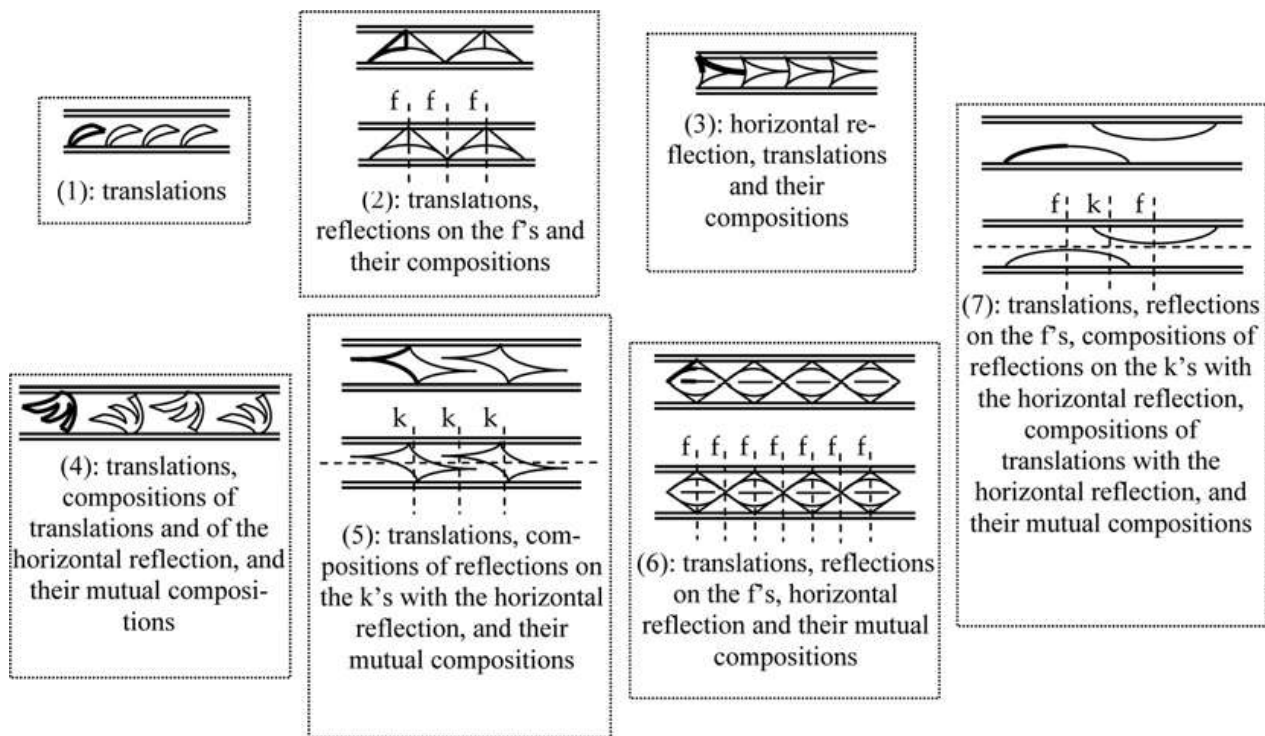 (1): translations
f f f
(2): translations,
reflections on the f's and
their compositions
(3): horizontal re-
flection, translations
and their
compositions
f k f
(7): translations, reflections
on the f's, compositions of
reflections on the k's with
the horizontal reflection,
compositions of
translations with the
horizontal reflection, and
their mutual compositions
(4): translations,
compositions of
translations and of the
horizontal reflection, and
their mutual composi-
tions
k k k
(5): translations, com-
positions of reflections on
the k's with the horizontal
reflection, and their
mutual compositions
f f f f f f
(6): translations, reflections
on the f's, horizontal
reflection and their mutual
compositions